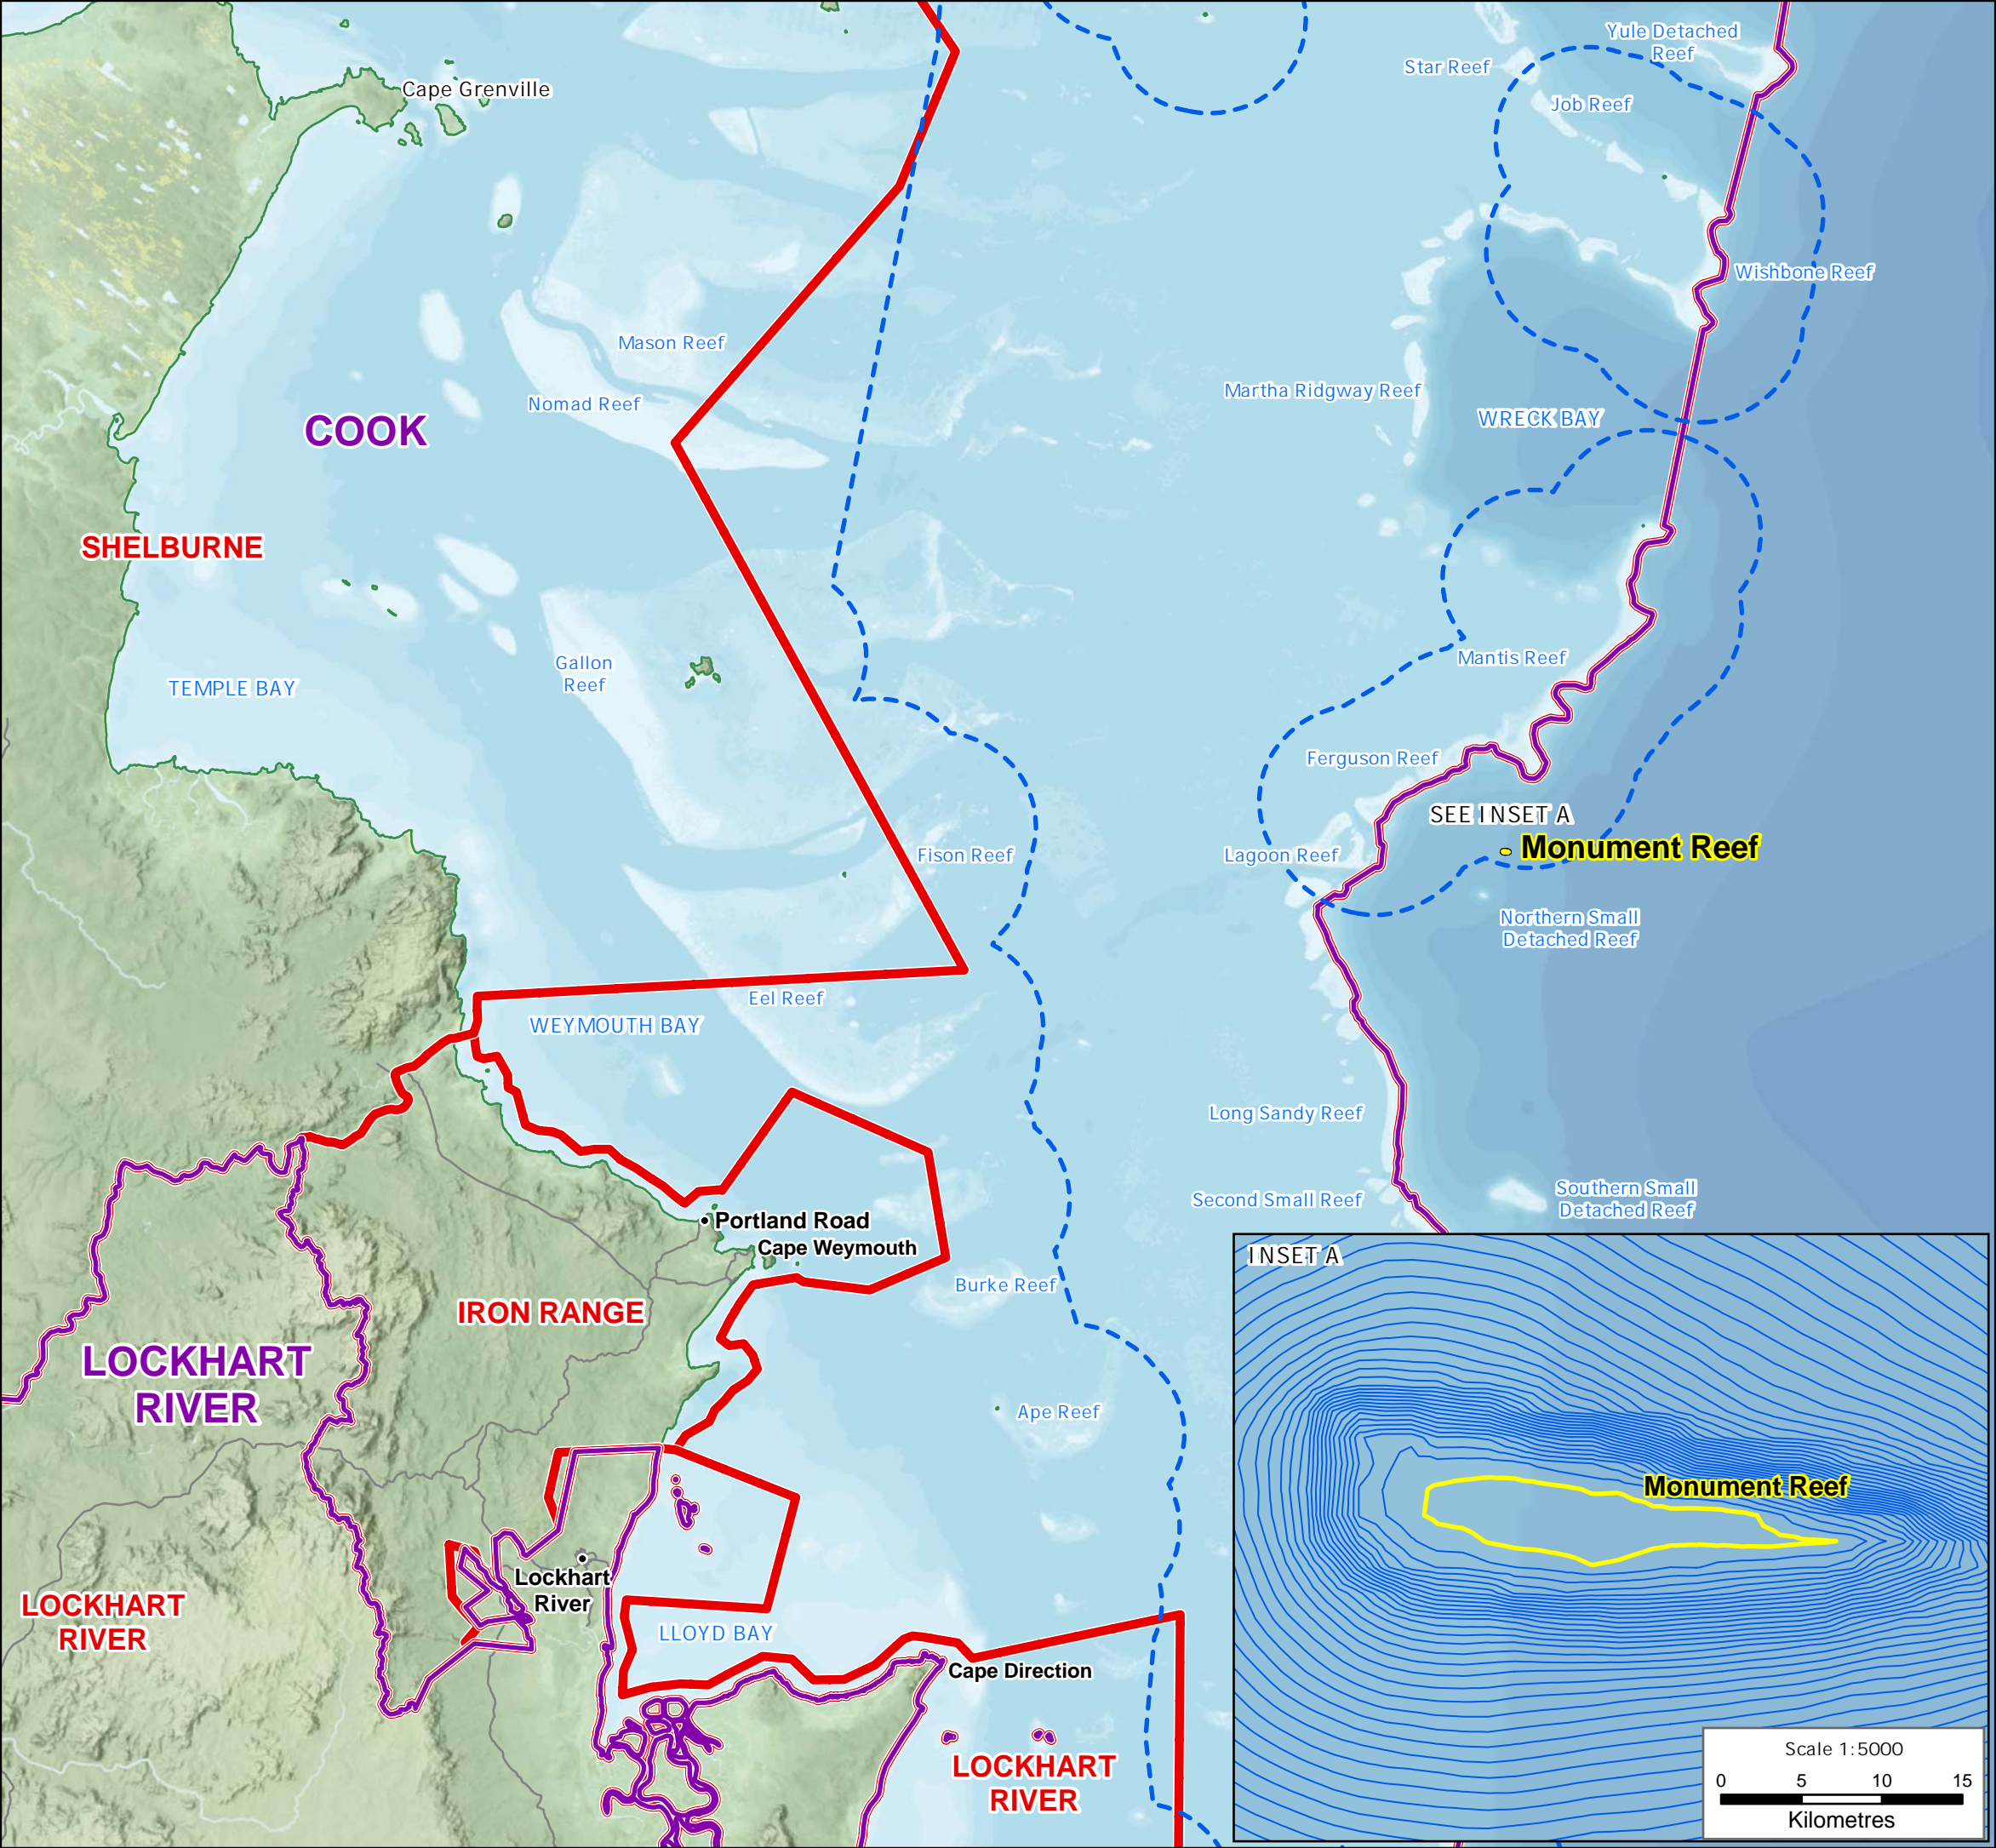 Yule Detached
Reef
Star Reef
Cape Grenville
Job Reef
Wishbone Reef
Mason Reef
Martha Ridgway Reef
Nomad Reef
WRECK BAY
COOK
SHELBURNE
Mantis Reef
Gallon
Reef
TEMPLE BAY
Ferguson Reef
SEE INSET A
Monument Reef
Fison Reef
Lagoon Reef
Northern Small
Detached Reef
Eel Reef
WEYMOUTH BAY
Long Sandy Reef
Second Small Reef
Southern Small
Detached Reef
Portland Road
Cape Weymouth
INSET A
Burke Reef
IRON RANGE
LOCKHART
RIVER
Ape Reef
Monument Reef
Lockhart
River
LOCKHART
RIVER
LLOYD BAY
Cape Direction
LOCKHART
RIVER
Scale 1:5000
0 5 10 15
Kilometres